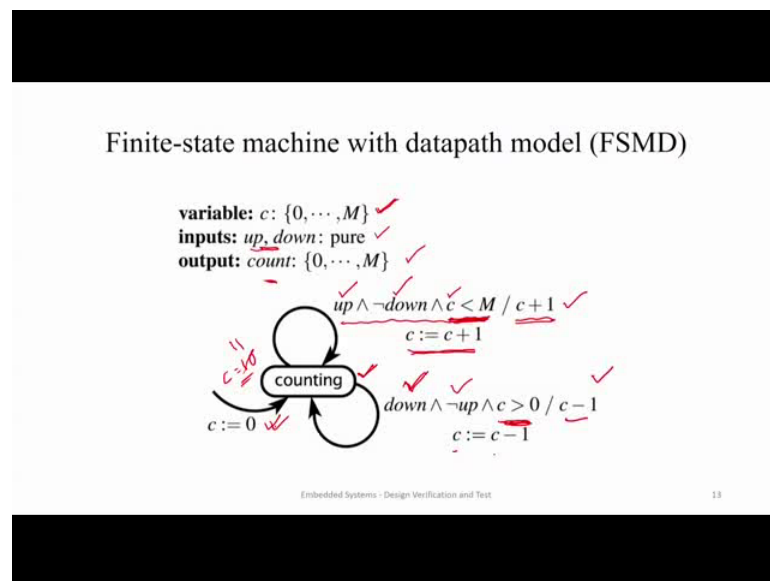 Finite-state machine with datapath model (FSMD)
variable: c: {0, ⋯, M}
inputs: up, down: pure
output: count: {0, ⋯, M}
up ∧ ¬down ∧ c < M / c + 1
c := c + 1
counting
down ∧ ¬up ∧ c > 0 / c − 1
c := c − 1
c := 0
Embedded Systems - Design Verification and Test
13